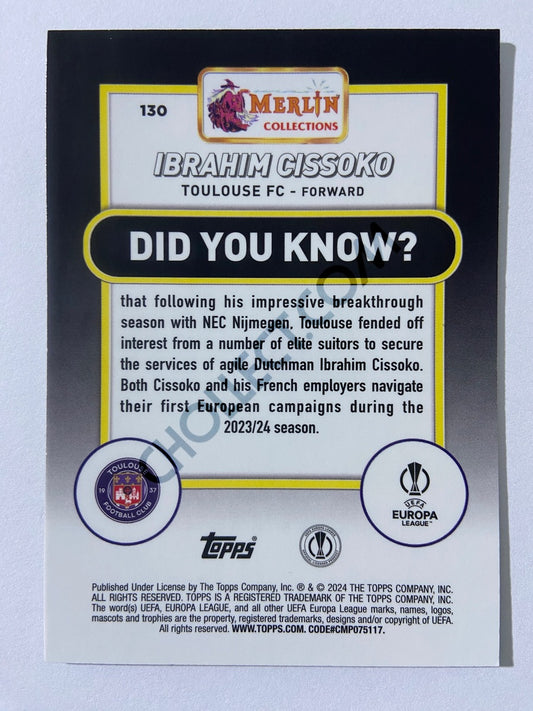 130
MERLIN
COLLECTIONS
IBRAHIM CISSOKO
TOULOUSE FC - FORWARD
DID YOU KNOW?
that following his impressive breakthrough
season with NEC Nijmegen, Toulouse fended off
interest from a number of elite suitors to secure
the services of agile Dutchman Ibrahim Cissoko.
Both Cissoko and his French employers navigate
their first European campaigns during the
2023/24 season.
CHOLLECT.COM
TOULOUSE
19 37
FOOTBALL CLUB
UEFA
EUROPA
LEAGUE™
Topps
Published Under License by The Topps Company, Inc. ® & © 2024 THE TOPPS COMPANY, INC.
ALL RIGHTS RESERVED. TOPPS IS A REGISTERED TRADEMARK OF THE TOPPS COMPANY, INC.
The word(s) UEFA, EUROPA LEAGUE, and all other UEFA Europa League marks, names, logos,
mascots and trophies are the property, registered trademarks, designs and/or copyright of UEFA.
All rights reserved. WWW.TOPPS.COM. CODE#CMP075117.